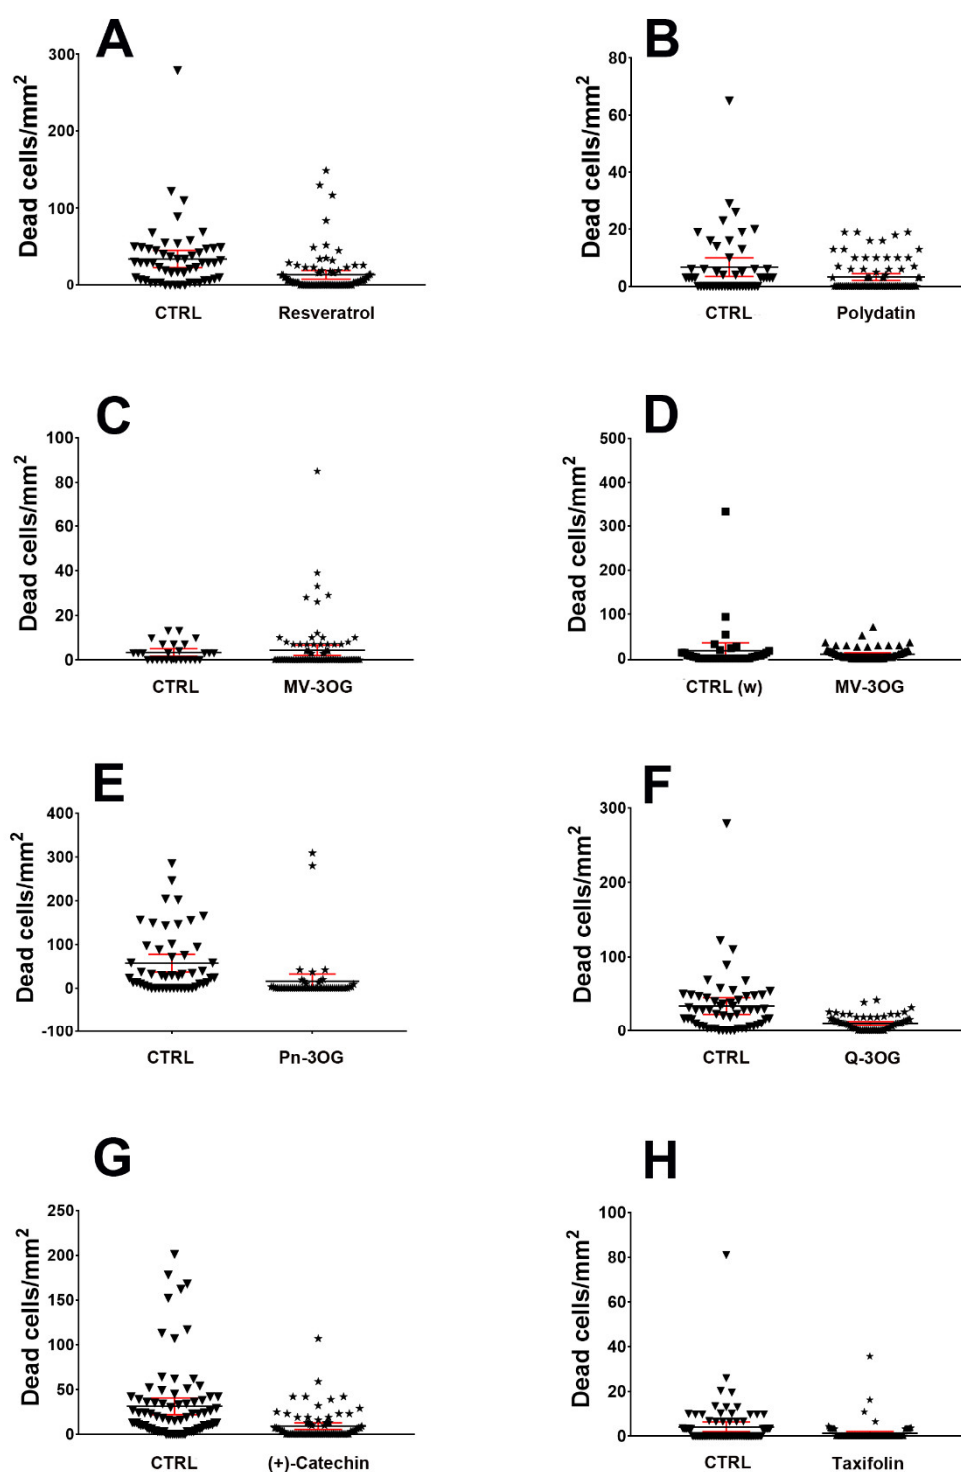 A
Dead cells/mm²
300
200
100
0
CTRL
Resveratrol
B
Dead cells/mm²
80
60
40
20
0
CTRL
Polydatin
C
Dead cells/mm²
100
80
60
40
20
0
CTRL
MV-3OG
D
Dead cells/mm²
500
400
300
200
100
0
CTRL (w)
MV-3OG
E
Dead cells/mm²
400
300
200
100
0
-100
CTRL
Pn-3OG
F
Dead cells/mm²
300
200
100
0
CTRL
Q-3OG
G
Dead cells/mm²
250
200
150
100
50
0
CTRL
(+)-Catechin
H
Dead cells/mm²
100
80
60
40
20
0
CTRL
Taxifolin